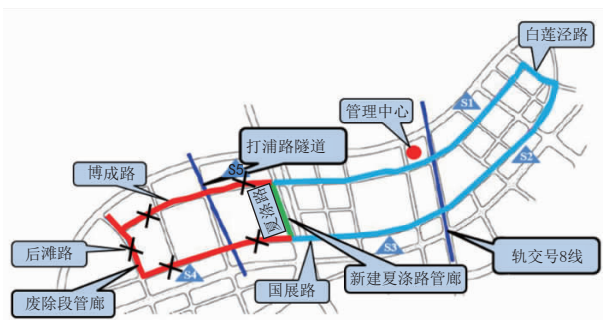 白莲泾路
S1
管理中心
S2
打浦路隧道
S5
博成路
夏涤路
后滩路
S4
S3
轨交号8线
废除段管廊
国展路
新建夏涤路管廊